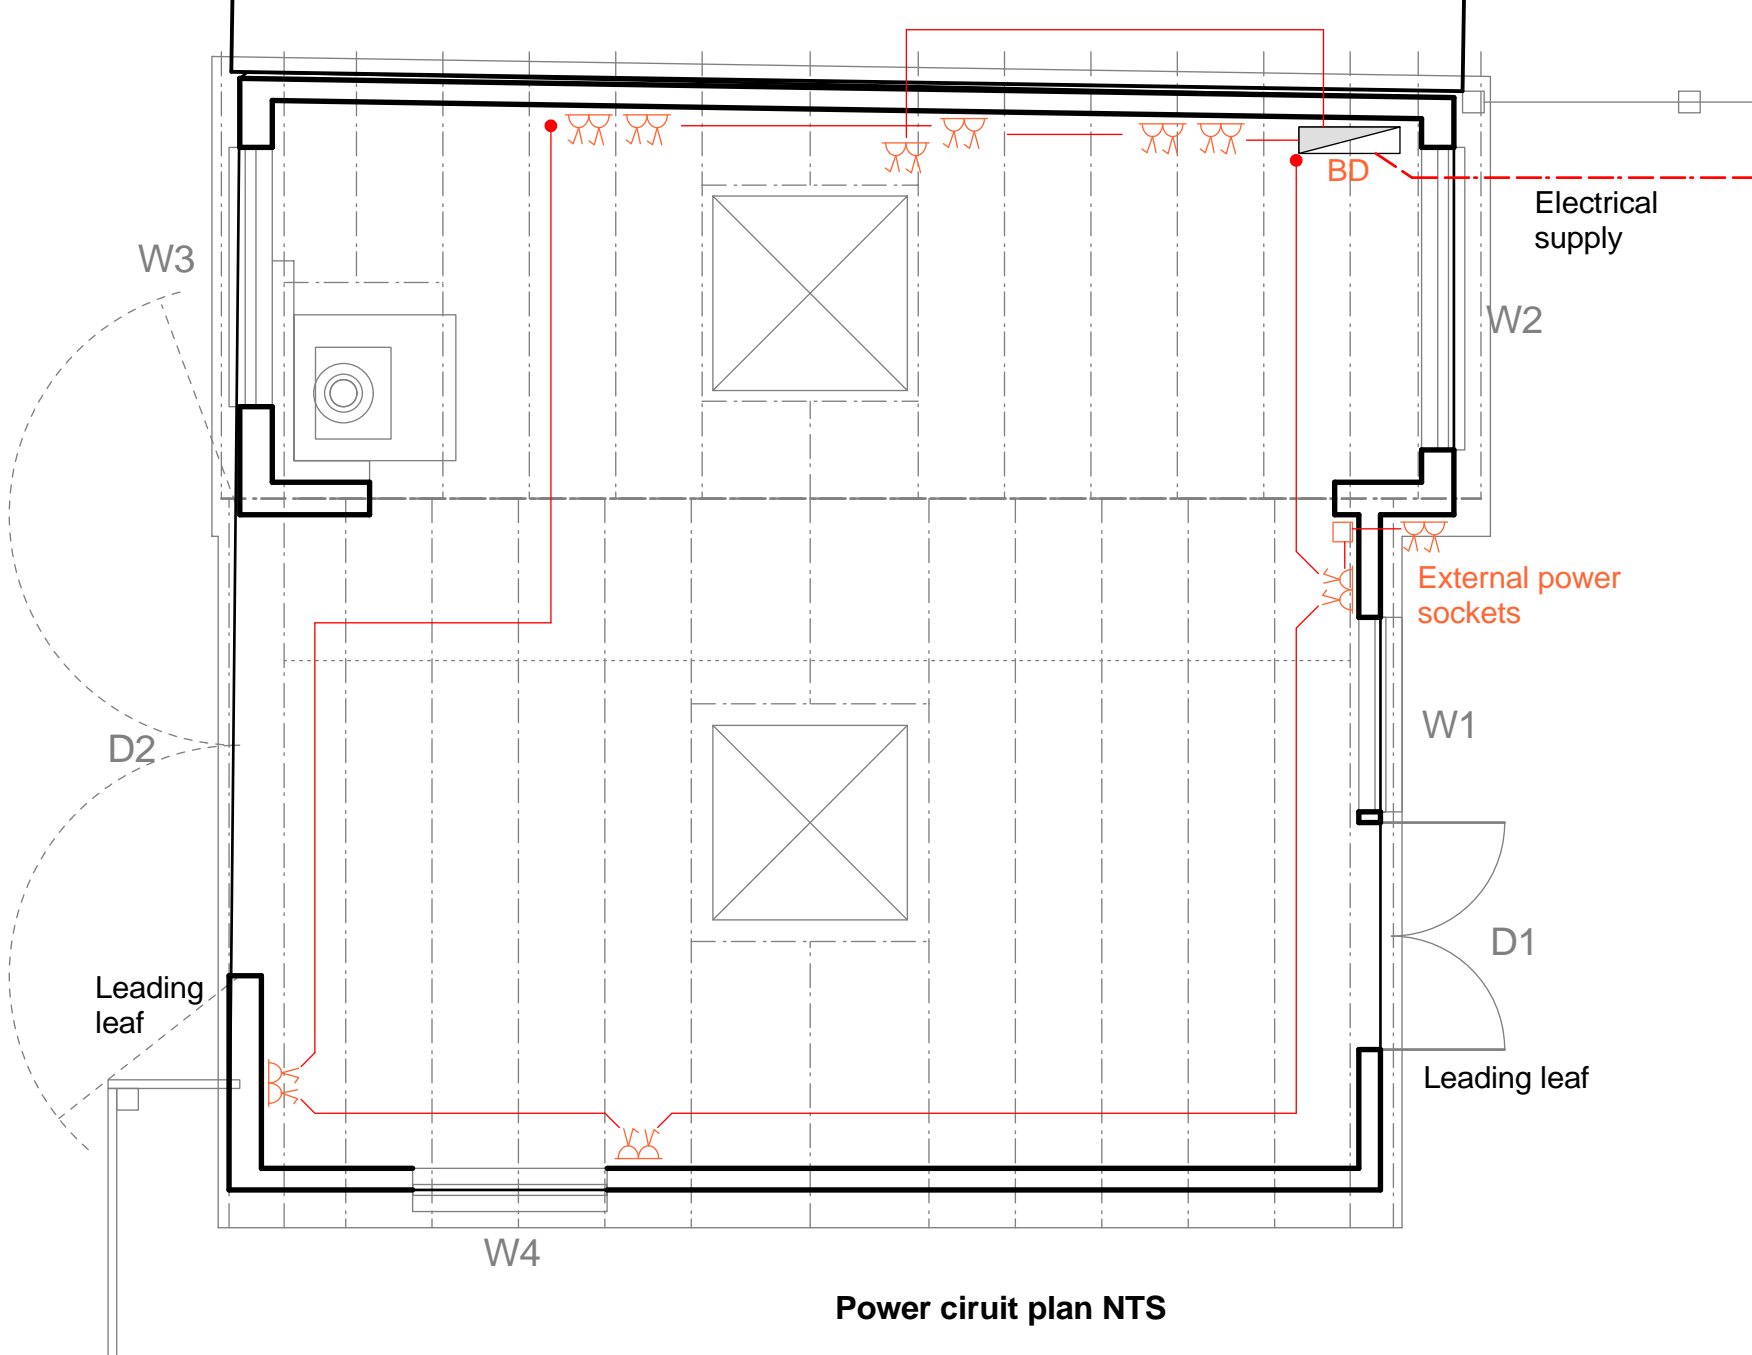 BD
Electrical
supply
W3
W2
External power
sockets
W1
D2
D1
Leading
leaf
Leading leaf
W4
Power ciruit plan NTS